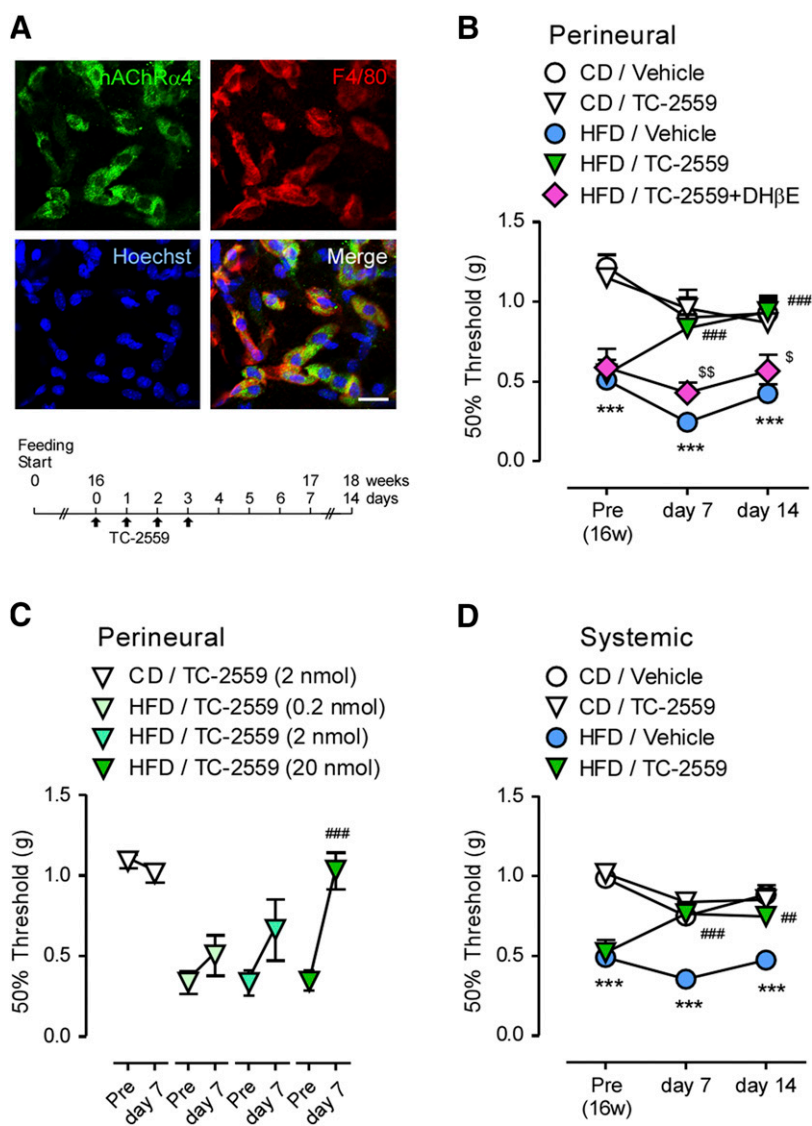 A
nAChRα4
F4/80
Hoechst
Merge
Feeding
Start
0 16 17 18 weeks
0 1 2 3 4 5 6 7 14 days
TC-2559
B
Perineural
CD / Vehicle
CD / TC-2559
HFD / Vehicle
HFD / TC-2559
HFD / TC-2559+DHβE
50% Threshold (g)
1.5
1.0
0.5
0.0
###
###
$$
$
***
***
***
Pre
(16w)
day 7
day 14
C
Perineural
CD / TC-2559 (2 nmol)
HFD / TC-2559 (0.2 nmol)
HFD / TC-2559 (2 nmol)
HFD / TC-2559 (20 nmol)
50% Threshold (g)
1.5
1.0
0.5
0.0
###
Pre
day 7
Pre
day 7
Pre
day 7
Pre
day 7
D
Systemic
CD / Vehicle
CD / TC-2559
HFD / Vehicle
HFD / TC-2559
50% Threshold (g)
1.5
1.0
0.5
0.0
###
##
***
***
***
Pre
(16w)
day 7
day 14